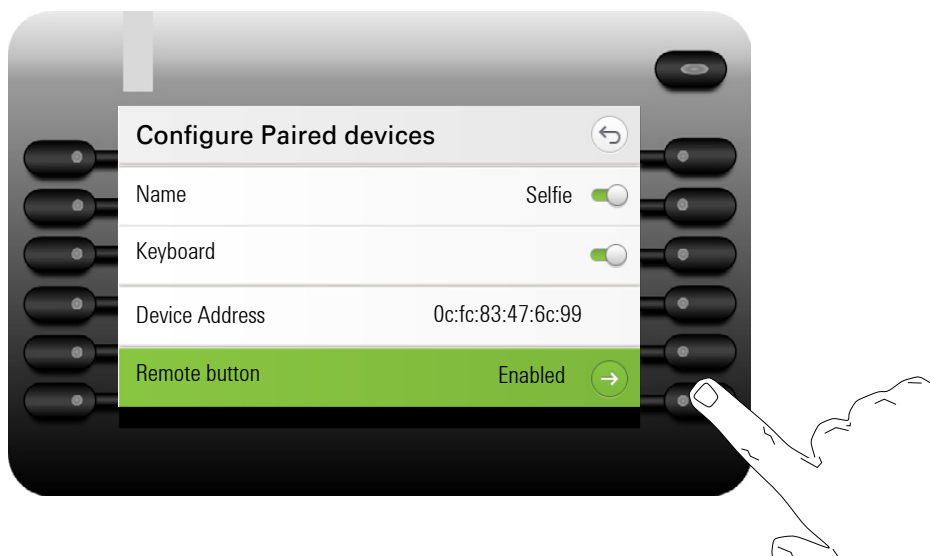 Configure Paired devices
Name Selfie
Keyboard
Device Address 0c:fc:83:47:6c:99
Remote button Enabled